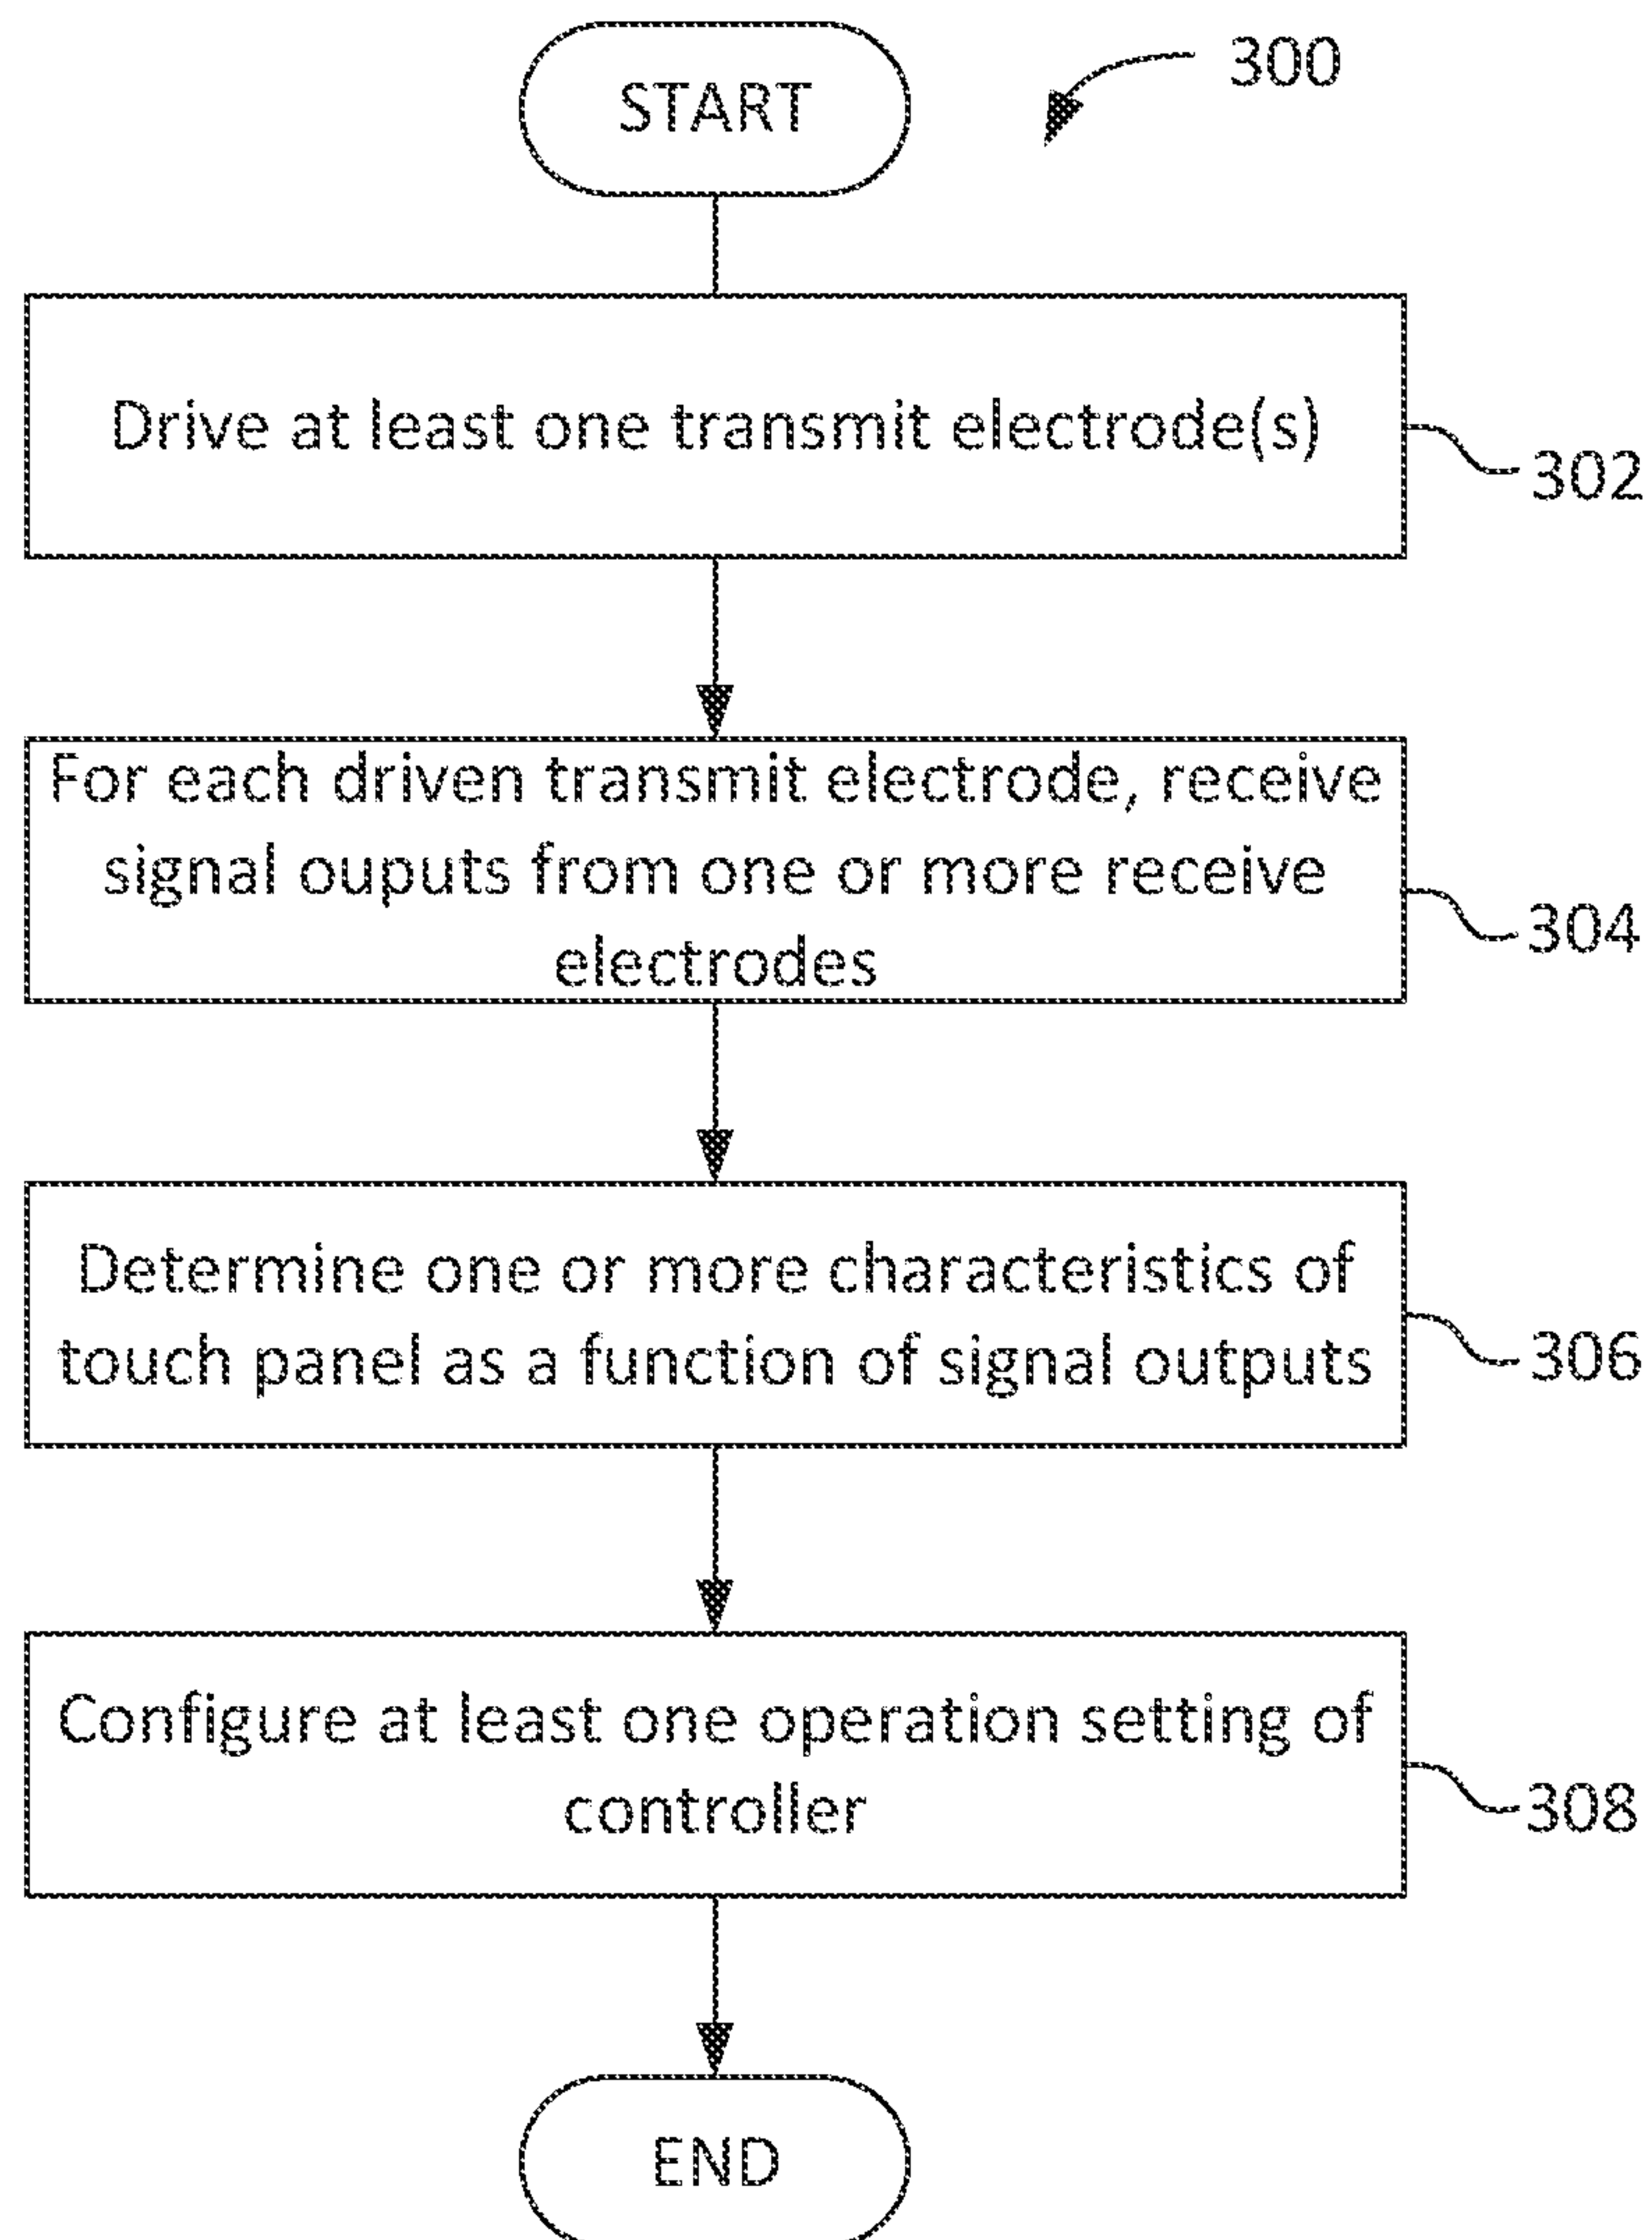 START
300
Drive at least one transmit electrode(s)
302
For each driven transmit electrode, receive
signal ouputs from one or more receive
electrodes
304
Determine one or more characteristics of
touch panel as a function of signal outputs
306
Configure at least one operation setting of
controller
308
END